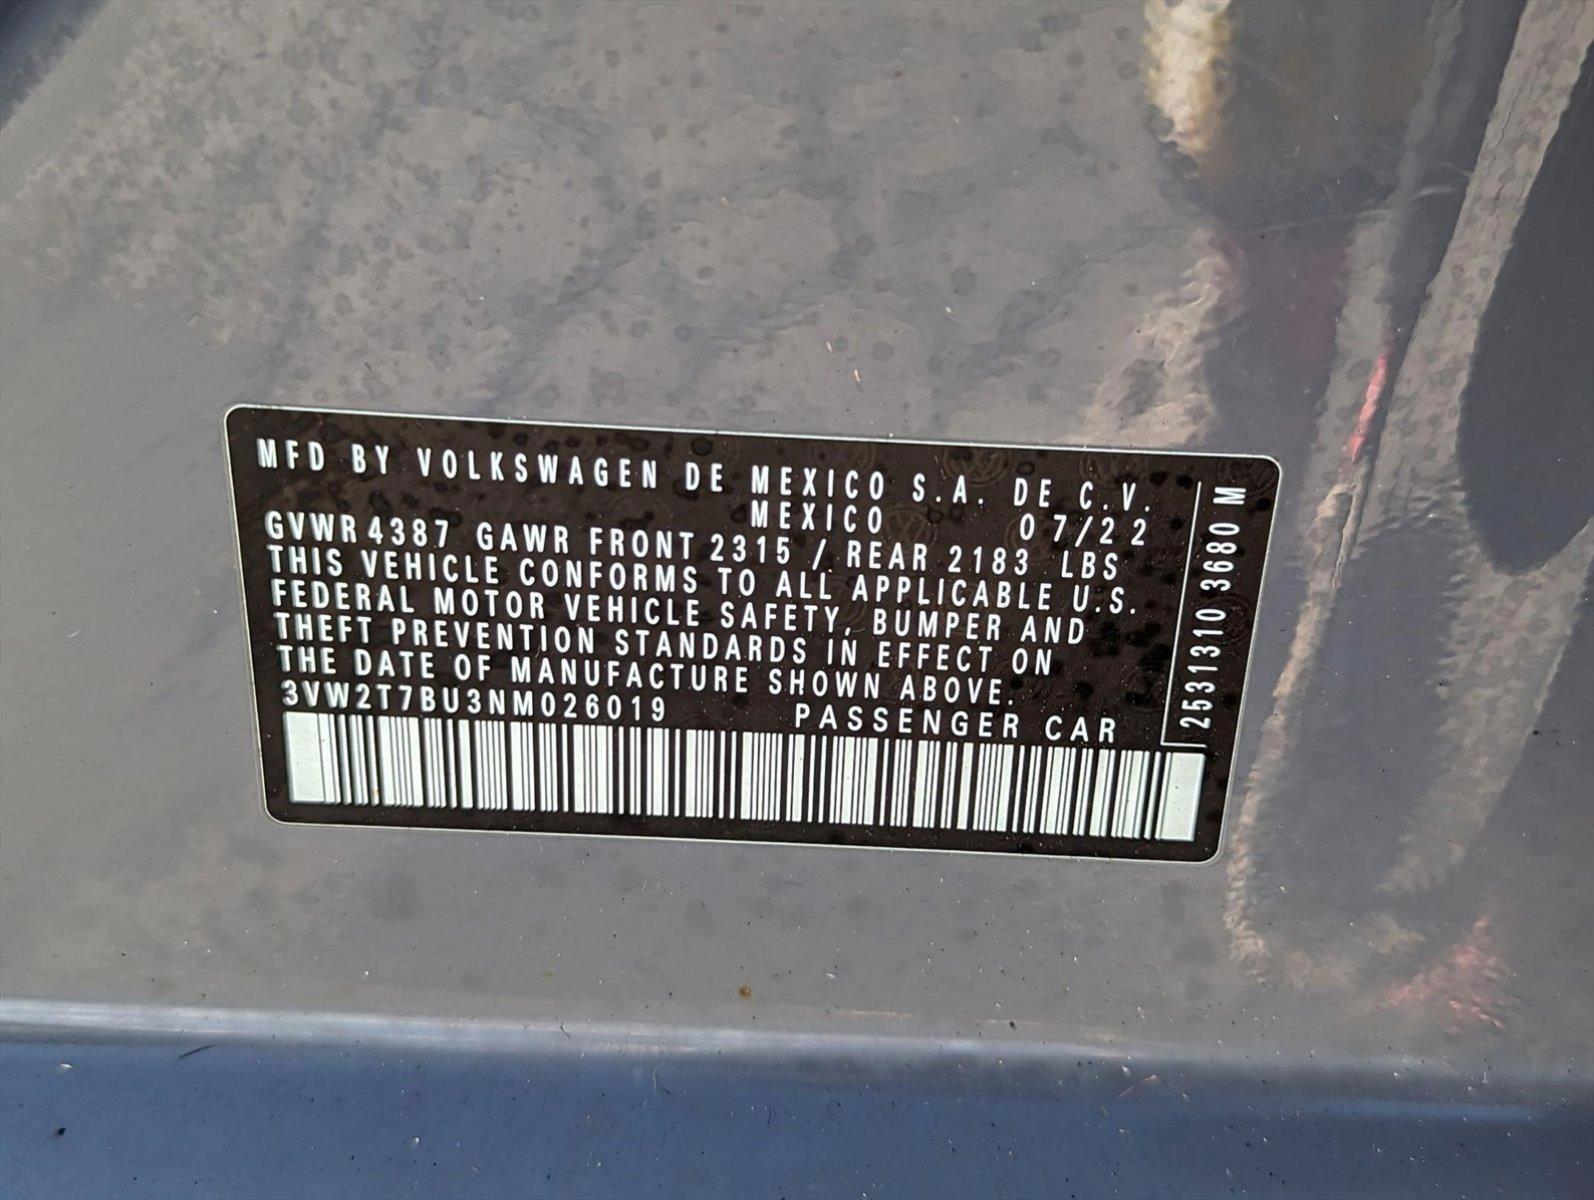 MFD BY VOLKSWAGEN DE MEXICO S.A. DE C.V.
MEXICO 07/22
GVWR 4387 GAWR FRONT 2315 / REAR 2183 LBS
THIS VEHICLE CONFORMS TO ALL APPLICABLE U.S.
FEDERAL MOTOR VEHICLE SAFETY, BUMPER AND
THEFT PREVENTION STANDARDS IN EFFECT ON
THE DATE OF MANUFACTURE SHOWN ABOVE.
3VW2T7BU3NM026019 PASSENGER CAR
2531310 3680 M